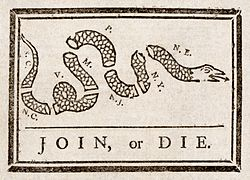 S.C.
N.C.
V.
M.
P.
N.J.
N.Y.
N.E.
JOIN, or DIE.